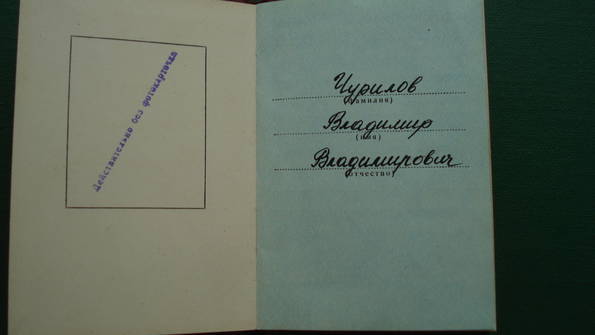 Действительно без фотокарточки
Чурилов
(фамилия)
Владимир
(имя)
Владимирович
(отчество)